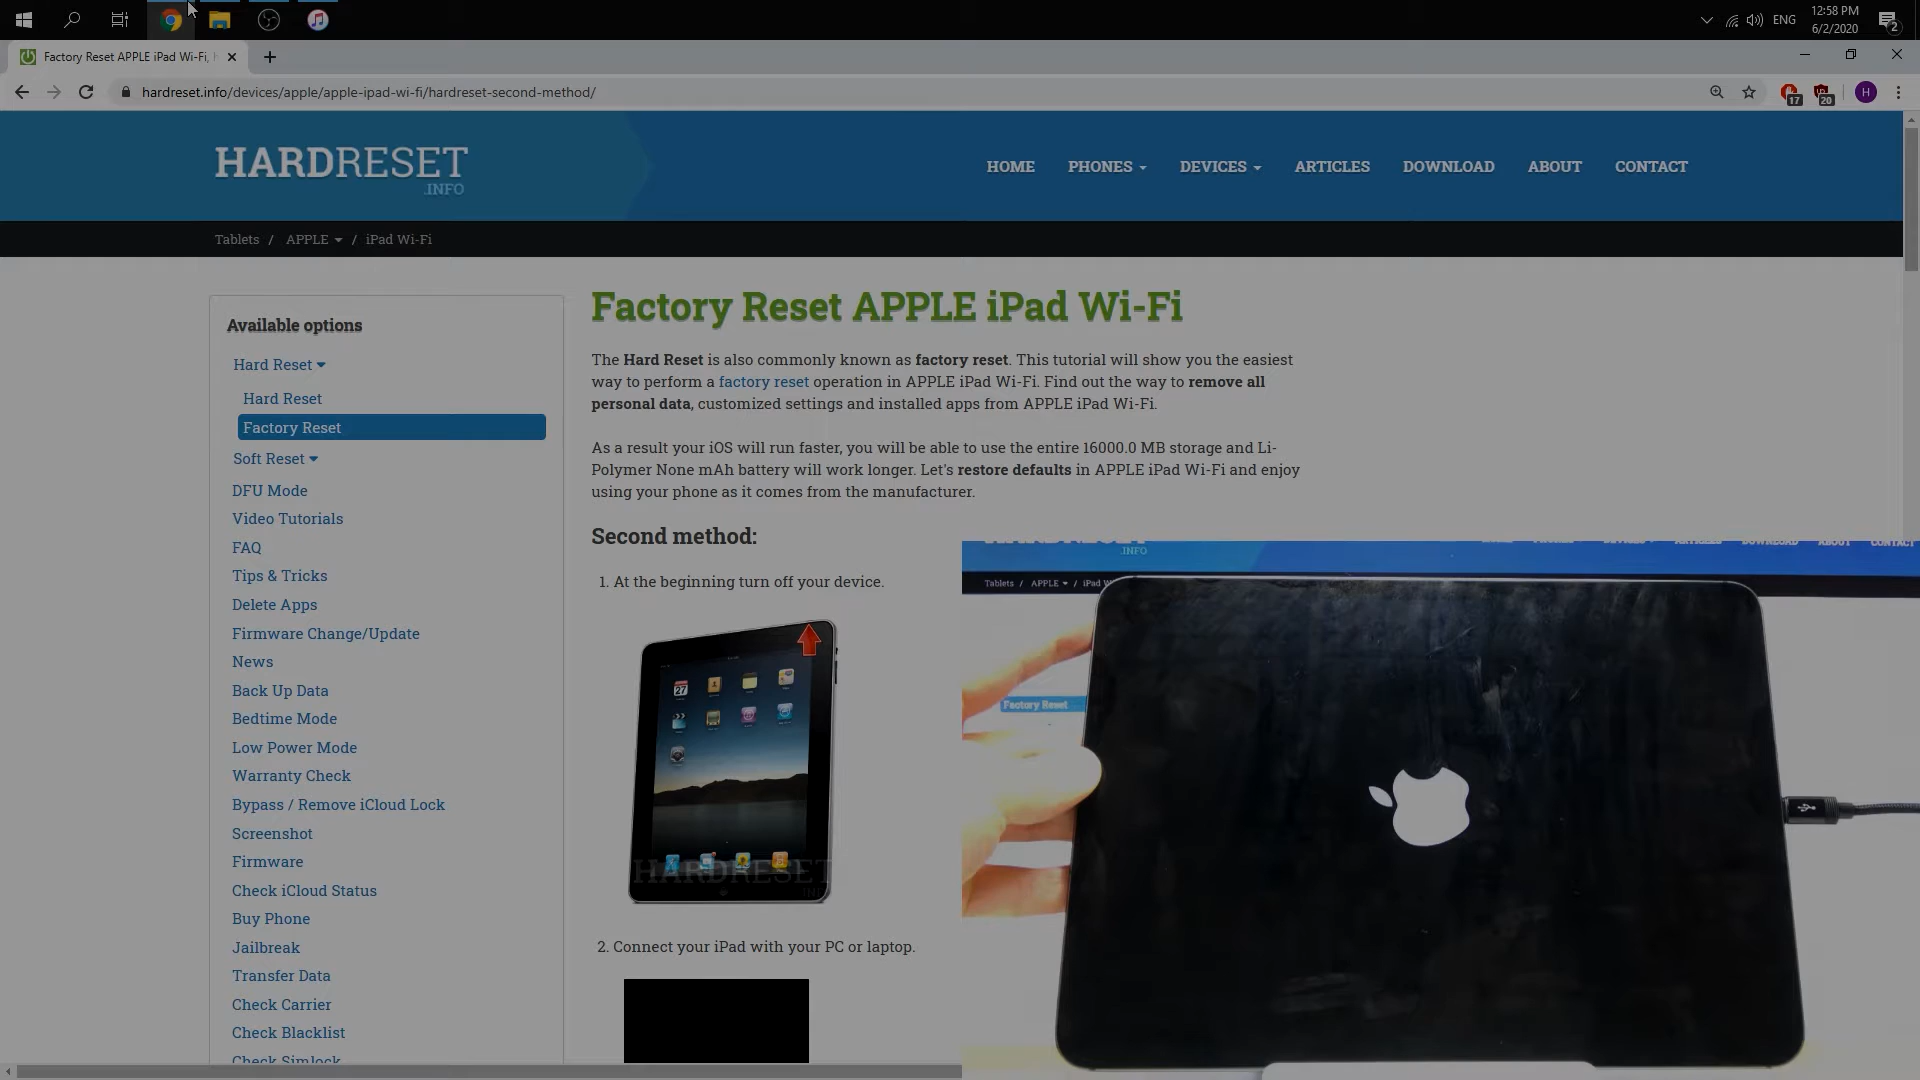 12:58 PM
ENG
6/2/2020
2
Factory Reset APPLE iPad Wi-Fi,
hardreset.info/devices/apple/apple-ipad-wi-fi/hardreset-second-method/
17
20
H
HARDRESET
.INFO
HOME PHONES DEVICES ARTICLES DOWNLOAD ABOUT CONTACT
Tablets / APPLE / iPad Wi-Fi
Available options
Hard Reset
Hard Reset
Factory Reset
Soft Reset
DFU Mode
Video Tutorials
FAQ
Tips & Tricks
Delete Apps
Firmware Change/Update
News
Back Up Data
Bedtime Mode
Low Power Mode
Warranty Check
Bypass / Remove iCloud Lock
Screenshot
Firmware
Check iCloud Status
Buy Phone
Jailbreak
Transfer Data
Check Carrier
Check Blacklist
Check Simlock
Factory Reset APPLE iPad Wi-Fi
The Hard Reset is also commonly known as factory reset. This tutorial will show you the easiest
way to perform a factory reset operation in APPLE iPad Wi-Fi. Find out the way to remove all
personal data, customized settings and installed apps from APPLE iPad Wi-Fi.
As a result your iOS will run faster, you will be able to use the entire 16000.0 MB storage and Li-
Polymer None mAh battery will work longer. Let's restore defaults in APPLE iPad Wi-Fi and enjoy
using your phone as it comes from the manufacturer.
Second method:
1. At the beginning turn off your device.
27
HARDRESET
2. Connect your iPad with your PC or laptop.
.INFO
ABOUT CONTACT
Tablets / APPLE / iPad W
Factory Reset